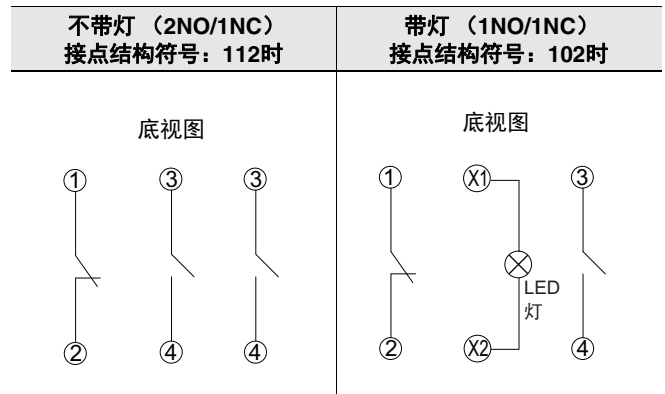 不带灯 （2NO/1NC）
接点结构符号：112时
带灯 （1NO/1NC）
接点结构符号：102时
底视图
① ③ ③
② ④ ④
底视图
① X1 ③
LED
灯
② X2 ④